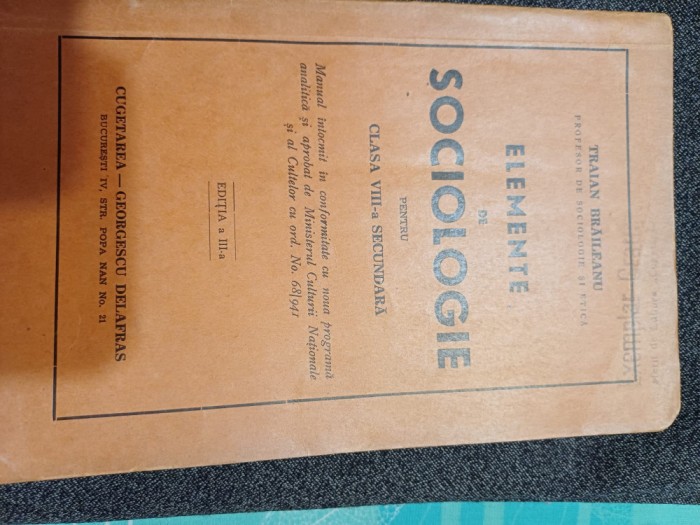 TRAIAN BRĂILEANU
PROFESOR DE SOCIOLOGIE ȘI ETICĂ
ELEMENTE
DE
SOCIOLOGIE
PENTRU
CLASA VIII-a SECUNDARĂ
Manual întocmit în conformitate cu noua programă
analitică și aprobat de Ministerul Culturii Naționale
și al Cultelor cu ord. No. 68|941
EDIȚIA a III-a
CUGETAREA — GEORGESCU DELAFRAS
BUCUREȘTI IV, STR. POPA NAN No. 21